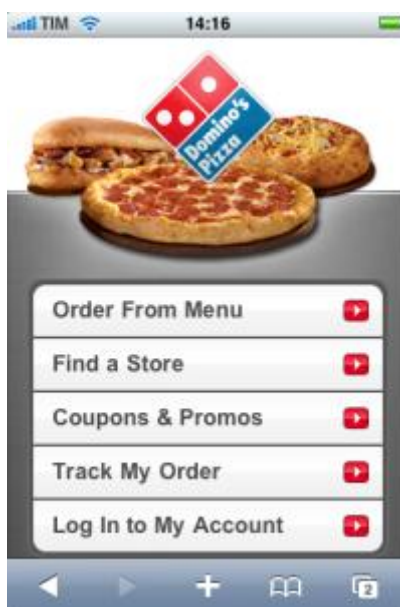 TIM 14:16
Domino's
Pizza
Order From Menu
Find a Store
Coupons & Promos
Track My Order
Log In to My Account
2